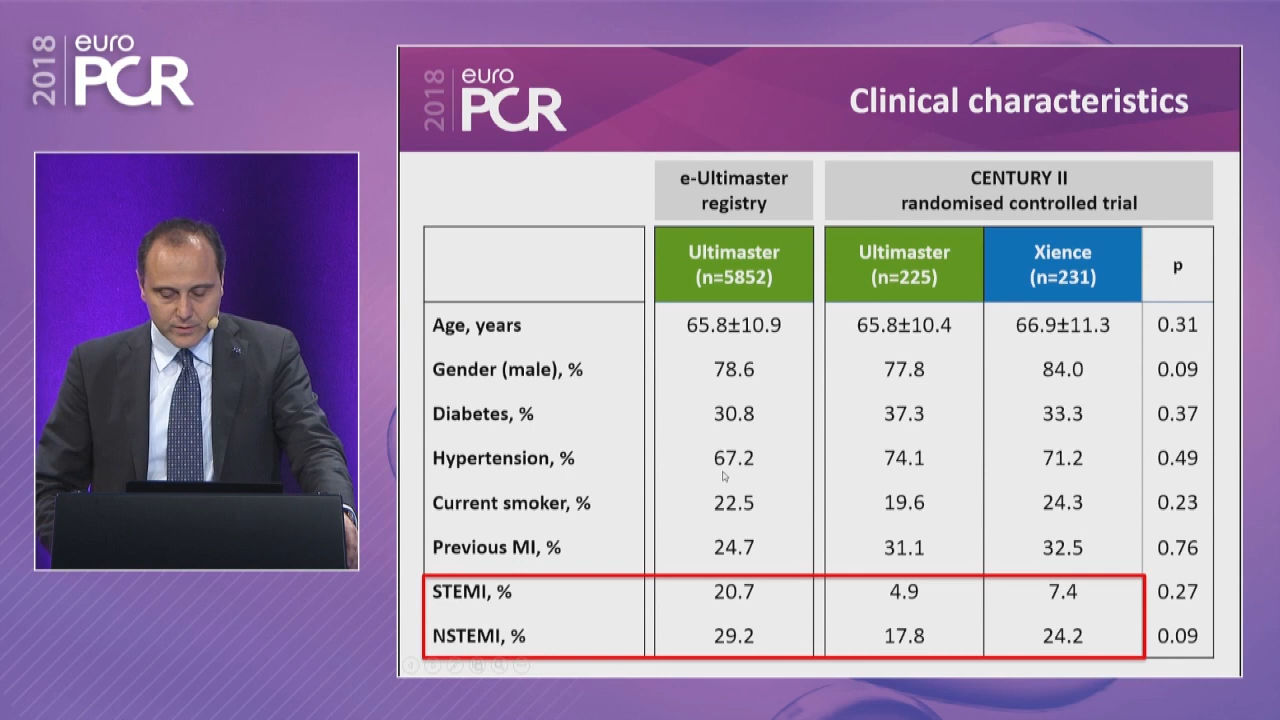 2018
euro
PCR
2018
euro
PCR
Clinical characteristics
e-Ultimaster
registry
CENTURY II
randomised controlled trial
Ultimaster
(n=5852)
Ultimaster
(n=225)
Xience
(n=231)
p
Age, years 65.8±10.9 65.8±10.4 66.9±11.3 0.31
Gender (male), % 78.6 77.8 84.0 0.09
Diabetes, % 30.8 37.3 33.3 0.37
Hypertension, % 67.2 74.1 71.2 0.49
Current smoker, % 22.5 19.6 24.3 0.23
Previous MI, % 24.7 31.1 32.5 0.76
STEMI, % 20.7 4.9 7.4 0.27
NSTEMI, % 29.2 17.8 24.2 0.09